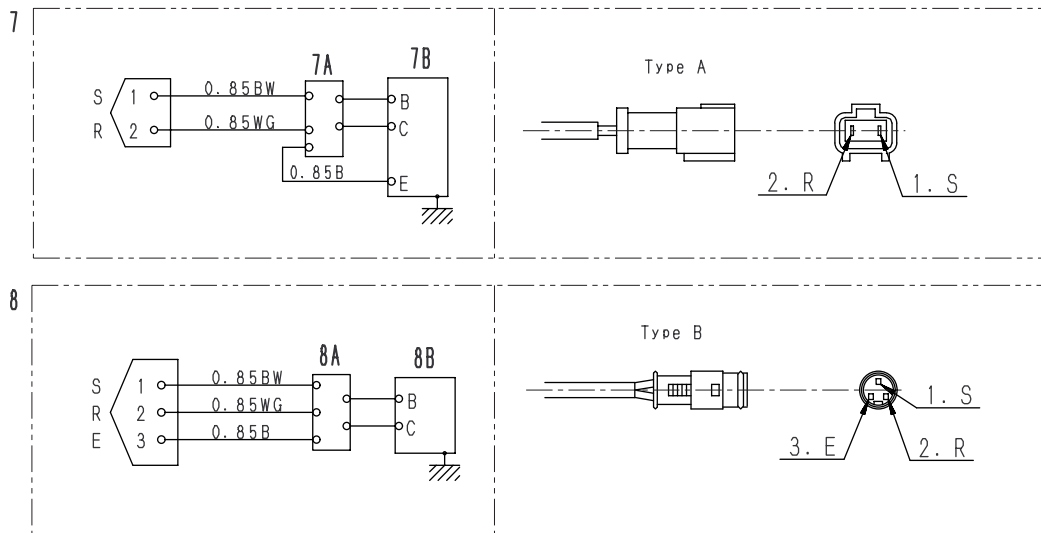 7
7A
7B
Type A
S 1 0.85BW B
R 2 0.85WG C
0.85B E
2. R
1. S
8
8A
8B
Type B
S 1 0.85BW B
R 2 0.85WG C
E 3 0.85B
1. S
3. E
2. R